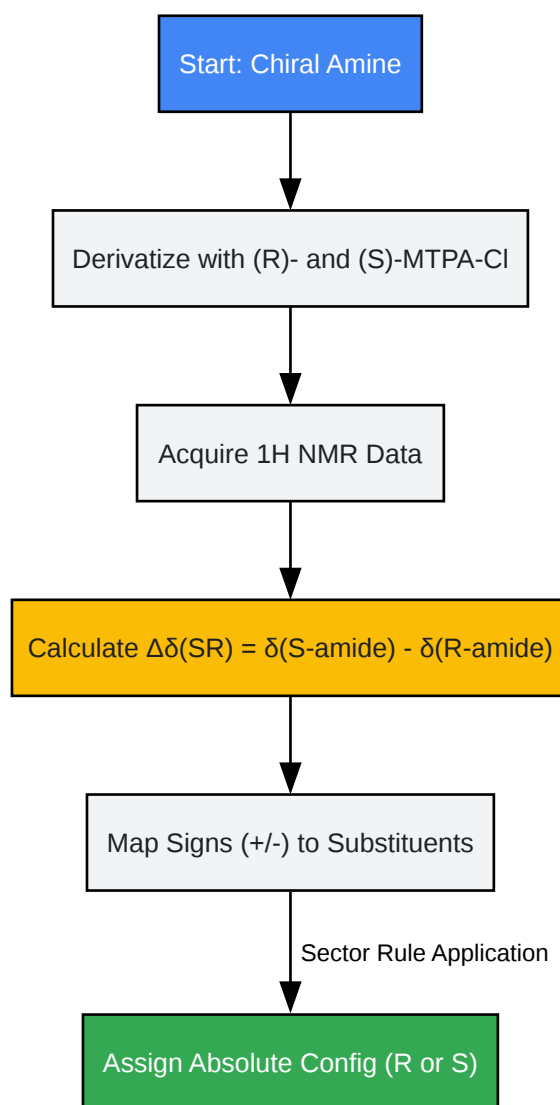 Start: Chiral Amine
Derivatize with (R)- and (S)-MTPA-Cl
Acquire 1H NMR Data
Calculate Δδ(SR) = δ(S-amide) - δ(R-amide)
Map Signs (+/-) to Substituents
Sector Rule Application
Assign Absolute Config (R or S)